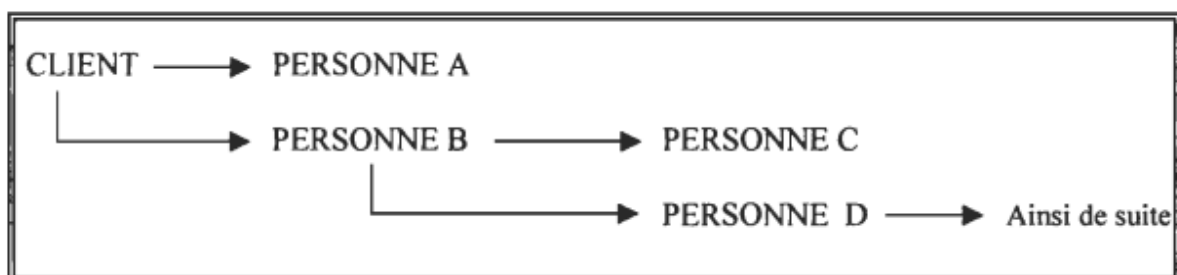 CLIENT PERSONNE A
PERSONNE B PERSONNE C
PERSONNE D Ainsi de suite